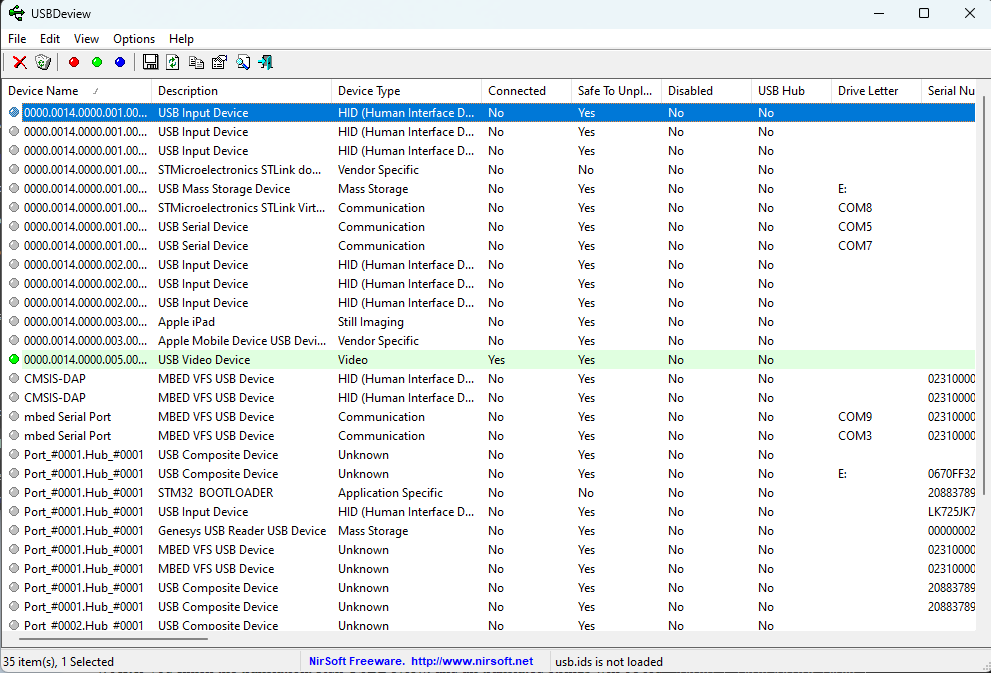 USBDeview
File Edit View Options Help
Device Name Description Device Type Connected Safe To Unpl... Disabled USB Hub Drive Letter Serial Nu
0000.0014.0000.001.00... USB Input Device HID (Human Interface D... No Yes No No
0000.0014.0000.001.00... USB Input Device HID (Human Interface D... No Yes No No
0000.0014.0000.001.00... USB Input Device HID (Human Interface D... No Yes No No
0000.0014.0000.001.00... STMicroelectronics STLink do... Vendor Specific No No No No
0000.0014.0000.001.00... USB Mass Storage Device Mass Storage No Yes No No E:
0000.0014.0000.001.00... STMicroelectronics STLink Virt... Communication No Yes No No COM8
0000.0014.0000.001.00... USB Serial Device Communication No Yes No No COM5
0000.0014.0000.001.00... USB Serial Device Communication No Yes No No COM7
0000.0014.0000.002.00... USB Input Device HID (Human Interface D... No Yes No No
0000.0014.0000.002.00... USB Input Device HID (Human Interface D... No Yes No No
0000.0014.0000.002.00... USB Input Device HID (Human Interface D... No Yes No No
0000.0014.0000.003.00... Apple iPad Still Imaging No Yes No No
0000.0014.0000.003.00... Apple Mobile Device USB Devi... Vendor Specific No Yes No No
0000.0014.0000.005.00... USB Video Device Video Yes Yes No No
CMSIS-DAP MBED VFS USB Device HID (Human Interface D... No Yes No No 02310000
CMSIS-DAP MBED VFS USB Device HID (Human Interface D... No Yes No No 02310000
mbed Serial Port MBED VFS USB Device Communication No Yes No No COM9 02310000
mbed Serial Port MBED VFS USB Device Communication No Yes No No COM3 02310000
Port_#0001.Hub_#0001 USB Composite Device Unknown No Yes No No
Port_#0001.Hub_#0001 USB Composite Device Unknown No Yes No No E: 0670FF32
Port_#0001.Hub_#0001 STM32 BOOTLOADER Application Specific No No No No 20883789
Port_#0001.Hub_#0001 USB Input Device HID (Human Interface D... No Yes No No LK725JK7
Port_#0001.Hub_#0001 Genesys USB Reader USB Device Mass Storage No Yes No No 00000002
Port_#0001.Hub_#0001 MBED VFS USB Device Unknown No Yes No No 02310000
Port_#0001.Hub_#0001 MBED VFS USB Device Unknown No Yes No No 02310000
Port_#0001.Hub_#0001 USB Composite Device Unknown No Yes No No 20883789
Port_#0001.Hub_#0001 USB Composite Device Unknown No Yes No No 20883789
Port_#0002.Hub_#0001 USB Composite Device Unknown No Yes No No
35 item(s), 1 Selected NirSoft Freeware. http://www.nirsoft.net usb.ids is not loaded